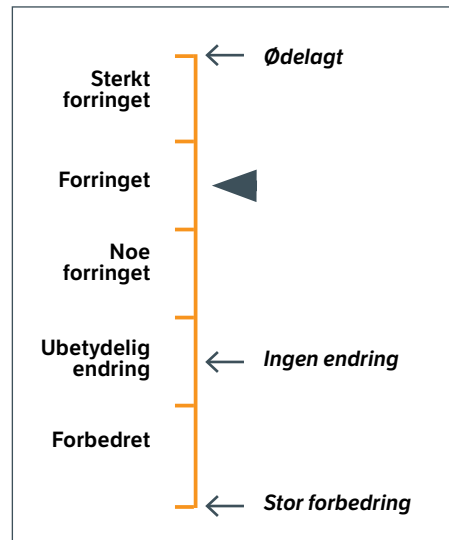 Ødelagt
Sterkt
forringet
Forringet
Noe
forringet
Ubetydelig
endring
Ingen endring
Forbedret
Stor forbedring